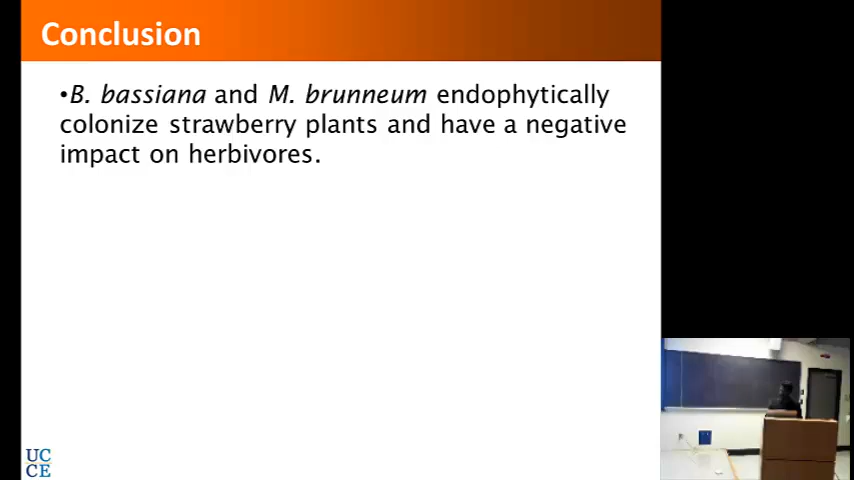 Conclusion
•B. bassiana and M. brunneum endophytically
colonize strawberry plants and have a negative
impact on herbivores.
UC
CE